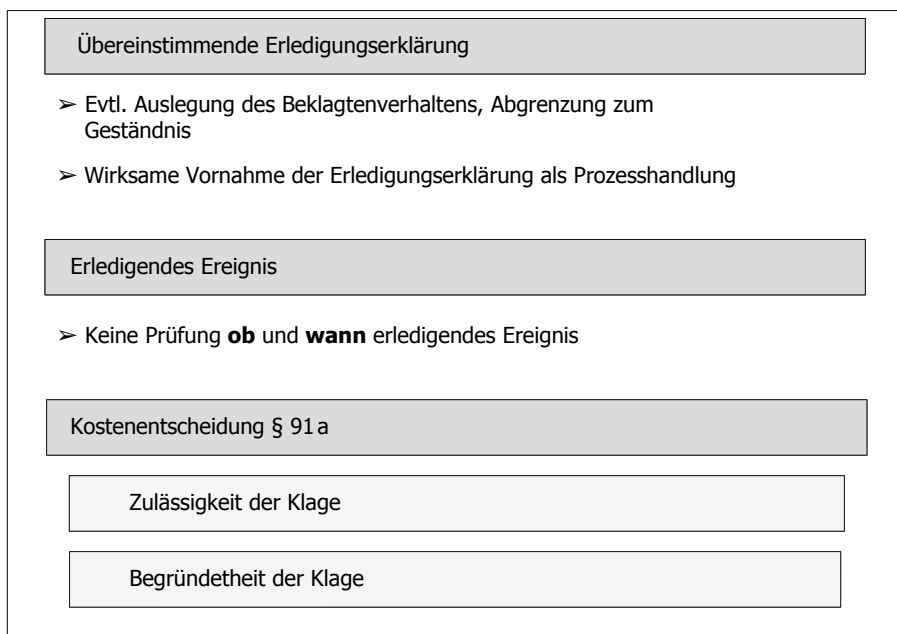 Übereinstimmende Erledigungserklärung
➢ Evtl. Auslegung des Beklagtenverhaltens, Abgrenzung zum
Geständnis
➢ Wirksame Vornahme der Erledigungserklärung als Prozesshandlung
Erledigendes Ereignis
➢ Keine Prüfung ob und wann erledigendes Ereignis
Kostenentscheidung § 91a
Zulässigkeit der Klage
Begründetheit der Klage